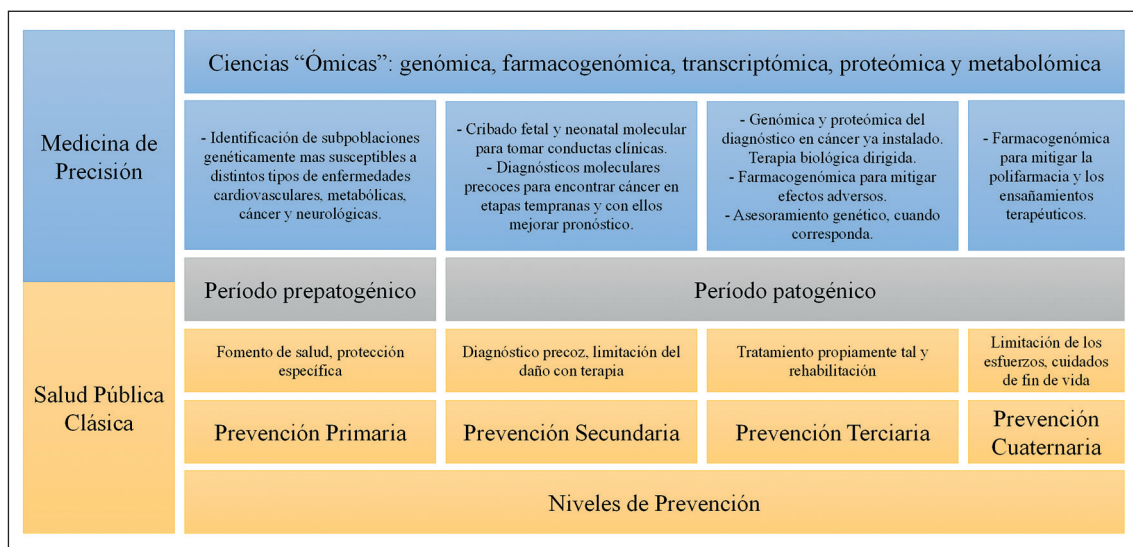 Medicina de
Precisión
Ciencias “Ómicas”: genómica, farmacogenómica, transcriptómica, proteómica y metabolómica
- Identificación de subpoblaciones
genéticamente mas susceptibles a
distintos tipos de enfermedades
cardiovasculares, metabólicas,
cáncer y neurológicas.
- Cribado fetal y neonatal molecular
para tomar conductas clínicas.
- Diagnósticos moleculares
precoces para encontrar cáncer en
etapas tempranas y con ellos
mejorar pronóstico.
- Genómica y proteómica del
diagnóstico en cáncer ya instalado.
Terapia biológica dirigida.
- Farmacogenómica para mitigar
efectos adversos.
- Asesoramiento genético, cuando
corresponda.
- Farmacogenómica
para mitigar la
polifarmacia y los
ensañamientos
terapéuticos.
Período prepatogénico
Período patogénico
Salud Pública
Clásica
Fomento de salud, protección
específica
Diagnóstico precoz, limitación del
daño con terapia
Tratamiento propiamente tal y
rehabilitación
Limitación de los
esfuerzos, cuidados
de fin de vida
Prevención Primaria
Prevención Secundaria
Prevención Terciaria
Prevención
Cuaternaria
Niveles de Prevención